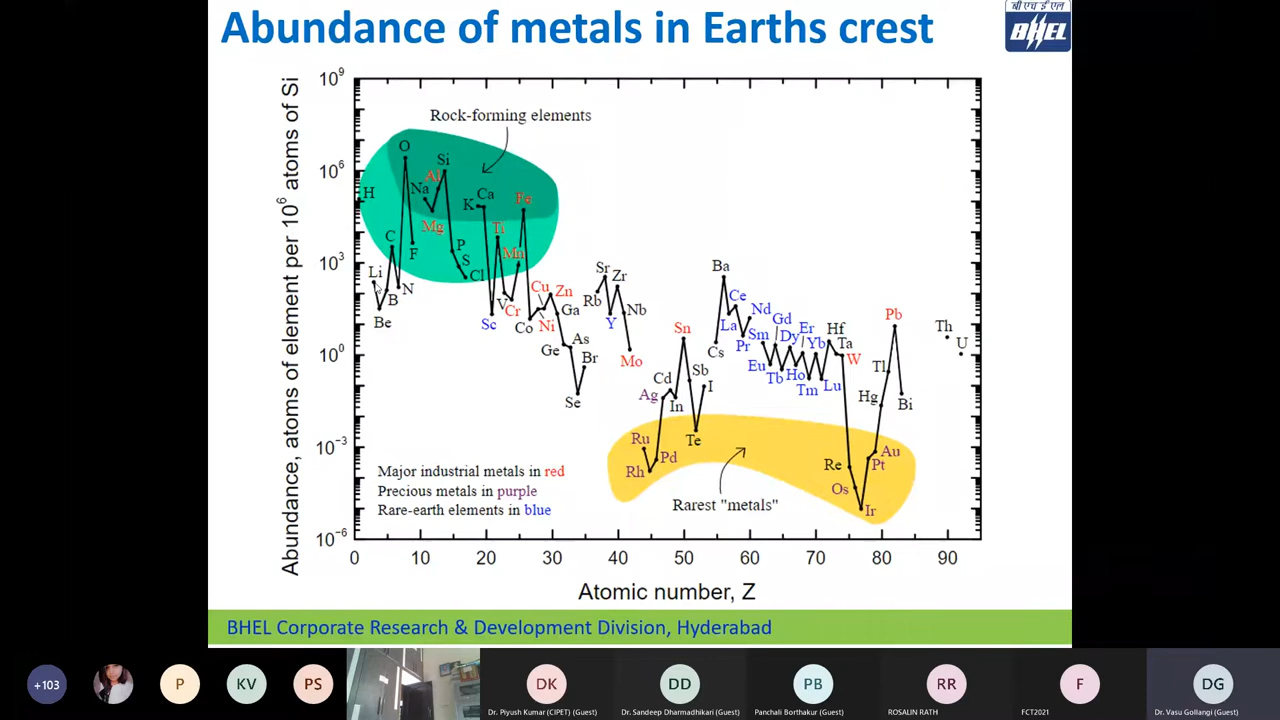 Abundance of metals in Earths crest
बी एच ई एल
BHEL
Abundance, atoms of element per 10⁶ atoms of Si
10⁹
10⁶
10³
10⁰
10⁻³
10⁻⁶
Rock-forming elements
O
Si
Al
H
Na
K
Ca
Fe
Mg
Ti
C
F
P
Mn
S
Cl
Li
N
B
Be
V
Cr
Sc
Co
Cu
Zn
Ni
Ga
Ge
As
Br
Se
Sr
Zr
Rb
Nb
Y
Mo
Sn
Cd
Sb
Ag
In
I
Te
Ba
Ce
La
Nd
Pr
Cs
Sm
Gd
Eu
Tb
Dy
Ho
Er
Tm
Yb
Lu
Hf
Ta
W
Pb
Th
U
Tl
Hg
Bi
Ru
Rh
Pd
Re
Au
Pt
Os
Ir
Major industrial metals in red
Precious metals in purple
Rare-earth elements in blue
Rarest "metals"
0 10 20 30 40 50 60 70 80 90
Atomic number, Z
BHEL Corporate Research & Development Division, Hyderabad
+103
P
KV
PS
DK
DD
PB
RR
F
DG
Dr. Piyush Kumar (CIPET) (Guest)
Dr. Sandeep Dharmadhikari (Guest)
Panchali Borthakur (Guest)
ROSALIN RATH
FCT2021
Dr. Vasu Gollangi (Guest)